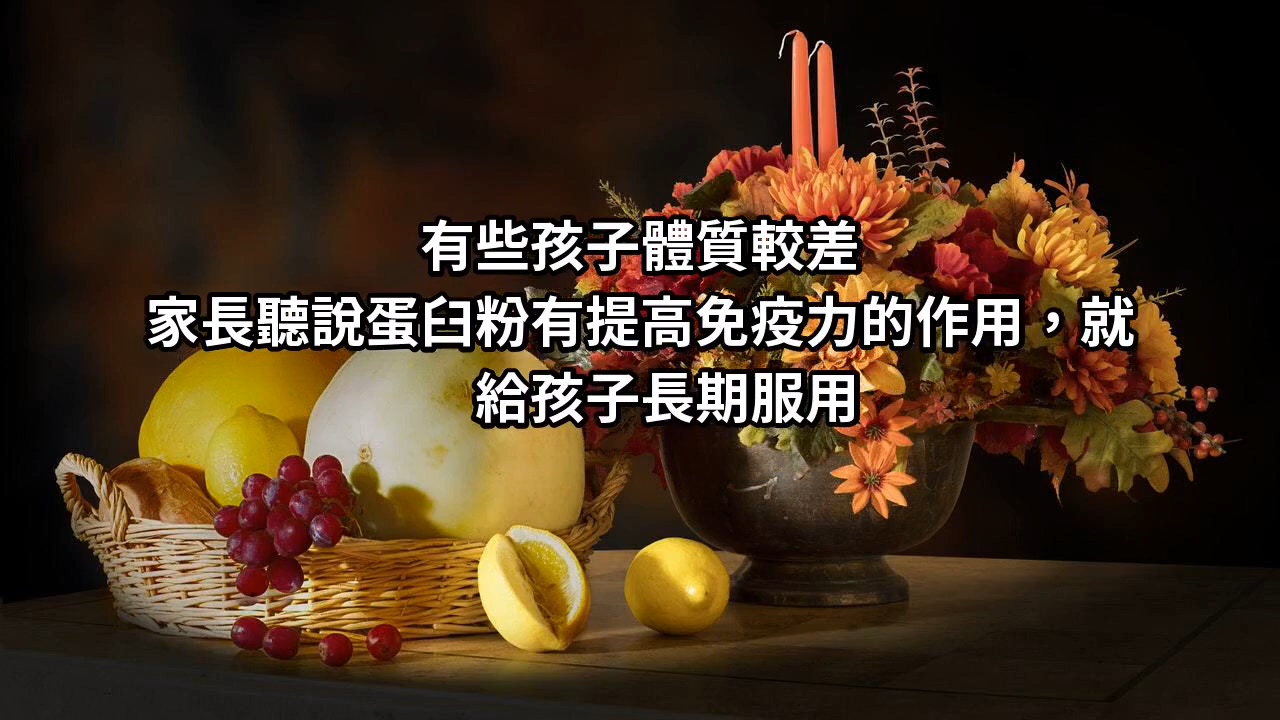 有些孩子體質較差
家長聽說蛋臼粉有提高免疫力的作用，就
給孩子長期服用